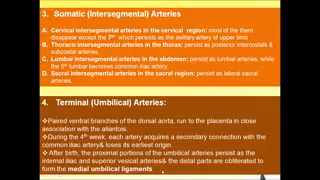 3. Somatic (Intersegmental) Arteries
A. Cervical intersegmental arteries in the cervical region: most of them
disappear except the 7th which persists as the axillary artery of upper limb
B. Thoracic intersegmental arteries in the thorax: persist as posterior intercostals &
subcostal arteries.
C. Lumbar intersegmental arteries in the abdomen: persist as lumbar arteries, while
the 5th lumbar becomes common iliac artery
D. Sacral intersegmental arteries in the sacral region: persist as lateral sacral
arteries
4. Terminal (Umbilical) Arteries:
❖Paired ventral branches of the dorsal aorta, run to the placenta in close
association with the allantois.
❖During the 4th week, each artery acquires a secondary connection with the
common iliac artery& loses its earliest origin.
❖After birth, the proximal portions of the umbilical arteries persist as the
internal iliac and superior vesical arteries& the distal parts are obliterated to
form the medial umbilical ligaments